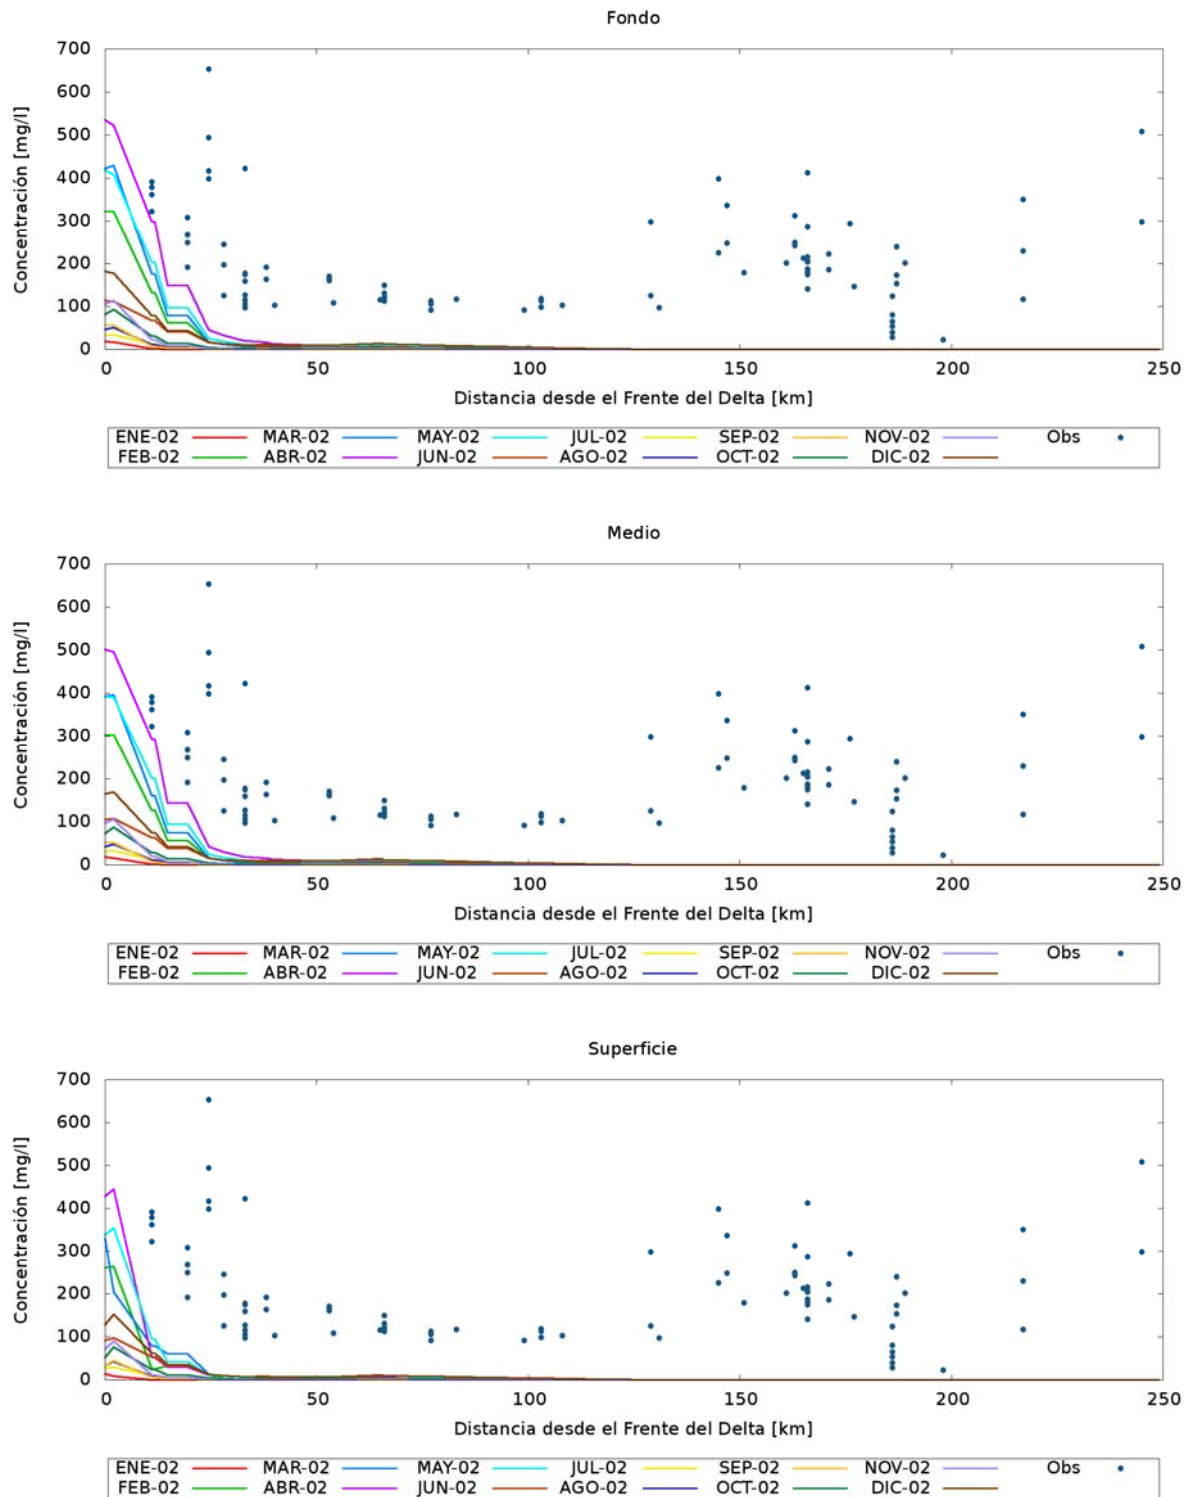 Fondo
Concentración [mg/l]
700
600
500
400
300
200
100
0
0 50 100 150 200 250
Distancia desde el Frente del Delta [km]
ENE-02 MAR-02 MAY-02 JUL-02 SEP-02 NOV-02 Obs
FEB-02 ABR-02 JUN-02 AGO-02 OCT-02 DIC-02
Medio
Concentración [mg/l]
700
600
500
400
300
200
100
0
0 50 100 150 200 250
Distancia desde el Frente del Delta [km]
ENE-02 MAR-02 MAY-02 JUL-02 SEP-02 NOV-02 Obs
FEB-02 ABR-02 JUN-02 AGO-02 OCT-02 DIC-02
Superficie
Concentración [mg/l]
700
600
500
400
300
200
100
0
0 50 100 150 200 250
Distancia desde el Frente del Delta [km]
ENE-02 MAR-02 MAY-02 JUL-02 SEP-02 NOV-02 Obs
FEB-02 ABR-02 JUN-02 AGO-02 OCT-02 DIC-02